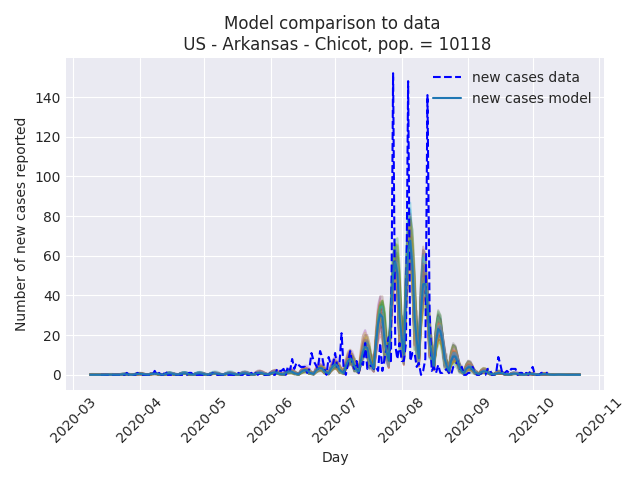 Model comparison to data
US - Arkansas - Chicot, pop. = 10118
new cases data
new cases model
Number of new cases reported
140
120
100
80
60
40
20
0
2020-03
2020-04
2020-05
2020-06
2020-07
2020-08
2020-09
2020-10
2020-11
Day